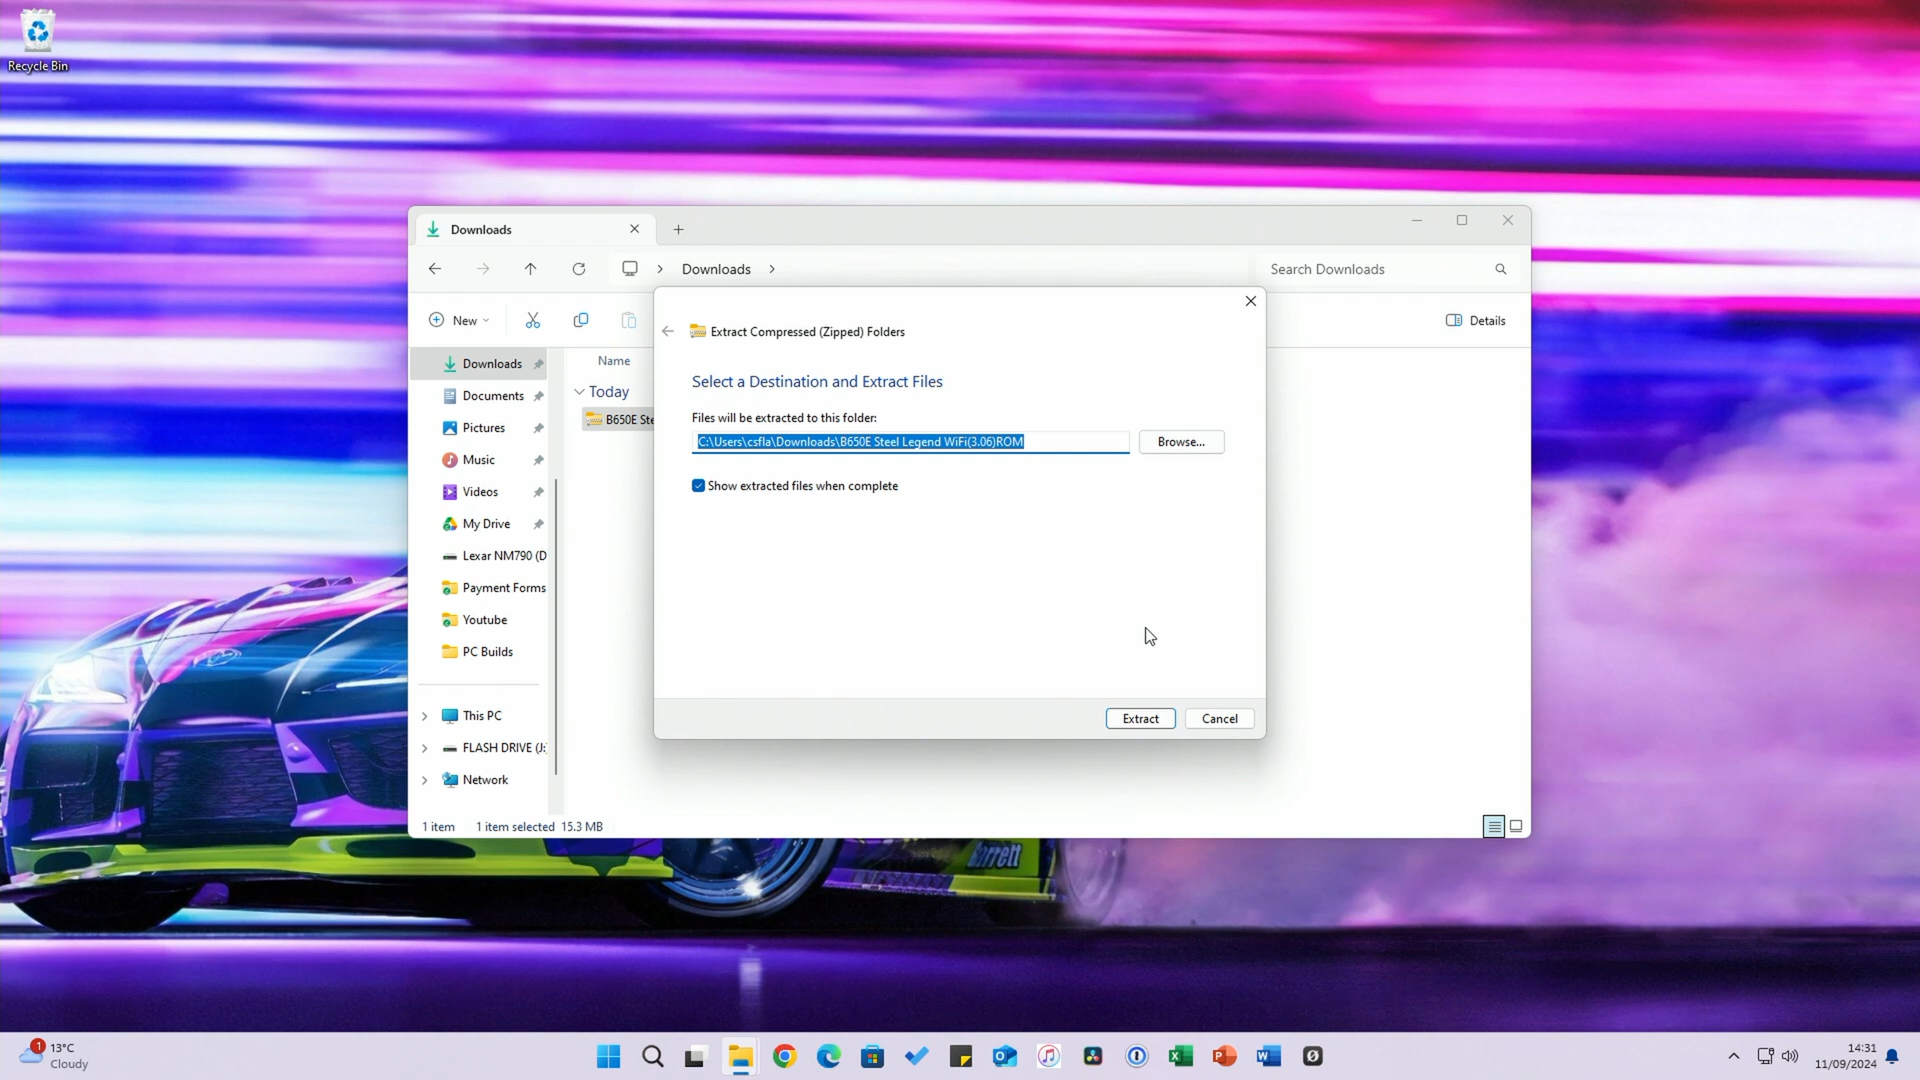 Recycle Bin
Downloads
Downloads
Search Downloads
New
Details
Extract Compressed (Zipped) Folders
Downloads
Name
Select a Destination and Extract Files
Documents
Today
Pictures
B650E Ste
Files will be extracted to this folder:
C:\Users\csfla\Downloads\B650E Steel Legend WiFi(3.06)ROM
Browse...
Music
Show extracted files when complete
Videos
My Drive
Lexar NM790 (D
Payment Forms
Youtube
PC Builds
This PC
Extract
Cancel
FLASH DRIVE (J:
Network
1 item
1 item selected 15.3 MB
Garrett
1
13°C
Cloudy
14:31
11/09/2024